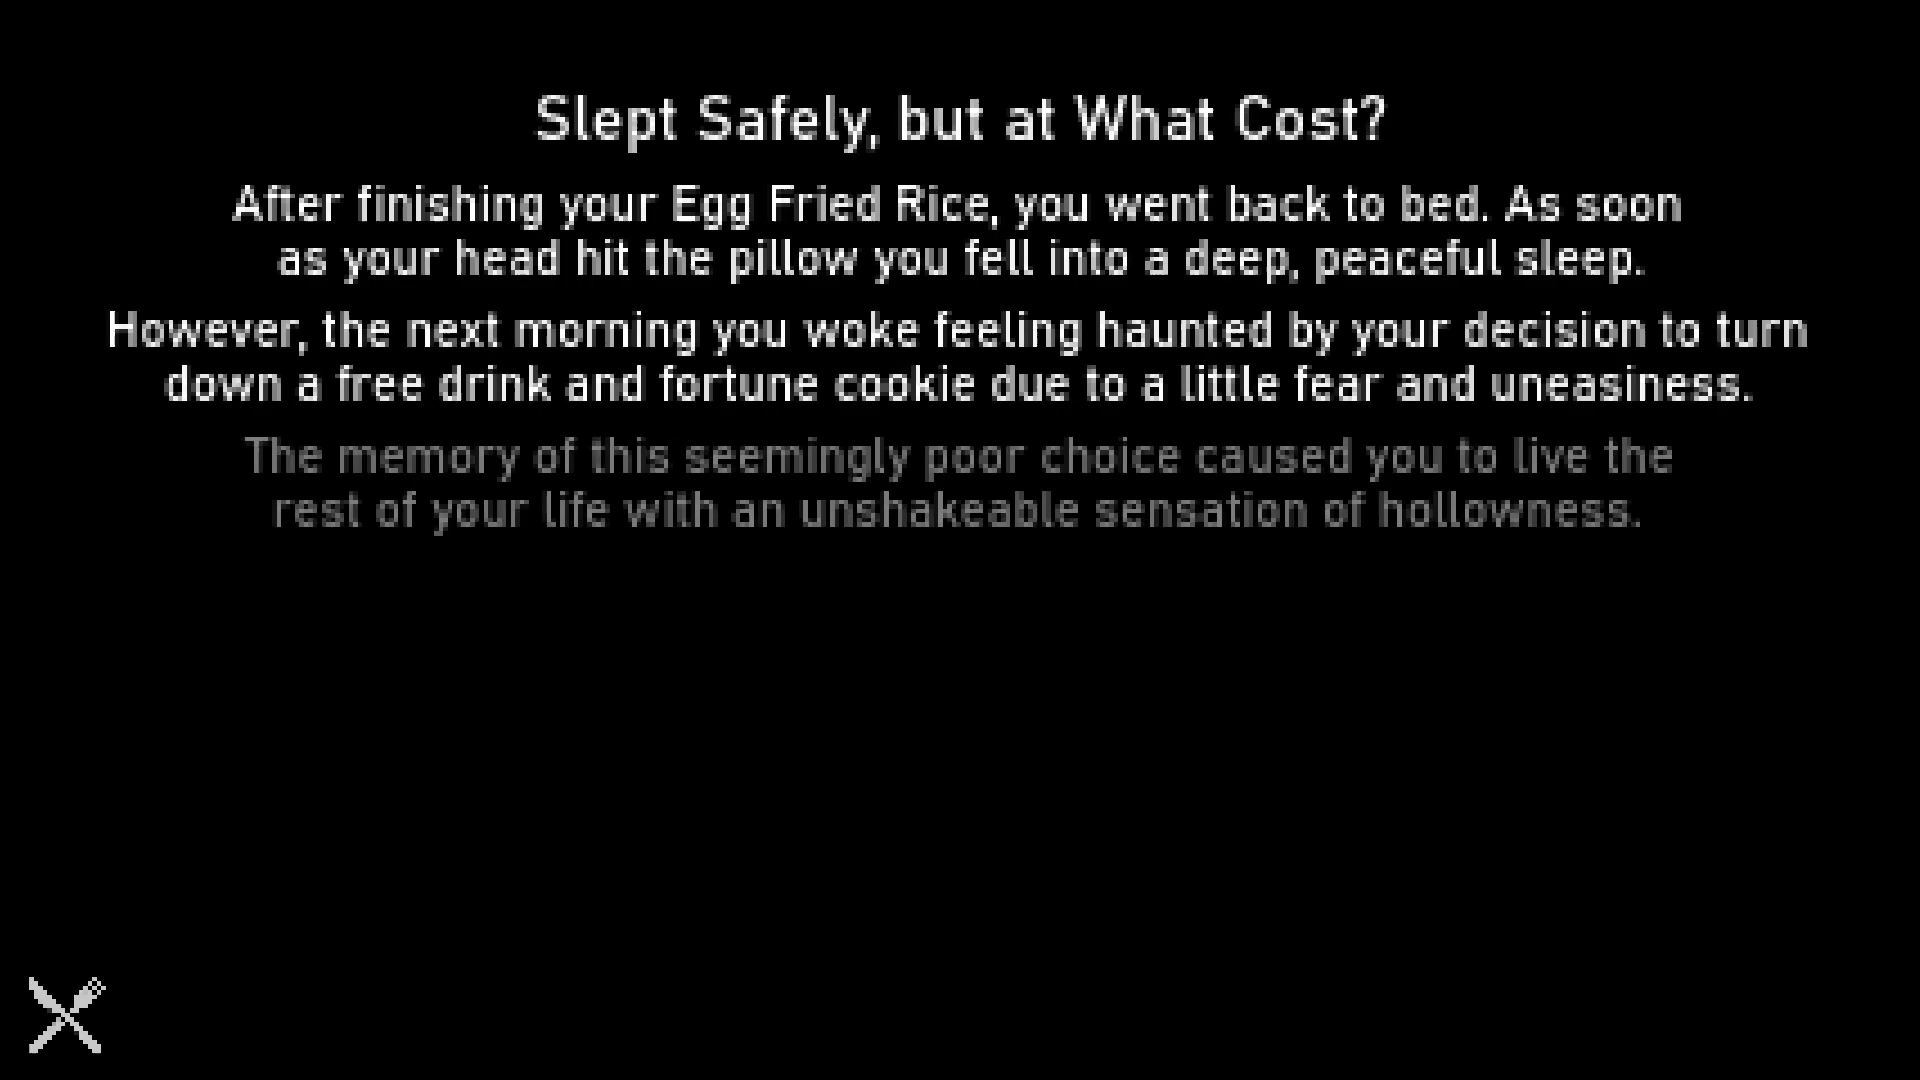 Slept Safely, but at What Cost?
After finishing your Egg Fried Rice, you went back to bed. As soon
as your head hit the pillow you fell into a deep, peaceful sleep.
However, the next morning you woke feeling haunted by your decision to turn
down a free drink and fortune cookie due to a little fear and uneasiness.
The memory of this seemingly poor choice caused you to live the
rest of your life with an unshakeable sensation of hollowness.